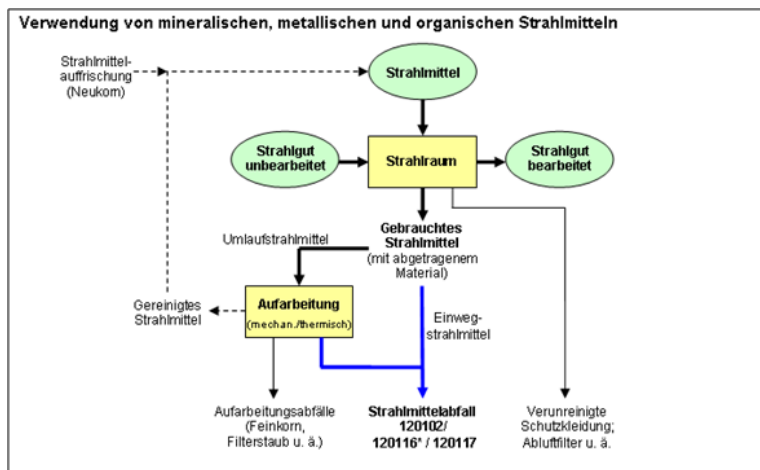 Verwendung von mineralischen, metallischen und organischen Strahlmitteln
Strahlmittel-
auffrischung
(Neukorn)
Strahlmittel
Strahlgut
unbearbeitet
Strahlraum
Strahlgut
bearbeitet
Gebrauchtes
Strahlmittel
(mit abgetragenem
Material)
Umlaufstrahlmittel
Gereinigtes
Strahlmittel
Aufarbeitung
(mechan./thermisch)
Einweg-
strahlmittel
Aufarbeitungsabfälle
(Feinkorn,
Filterstaub u. ä.)
Strahlmittelabfall
120102/
120116* / 120117
Verunreinigte
Schutzkleidung;
Abluftfilter u. ä.